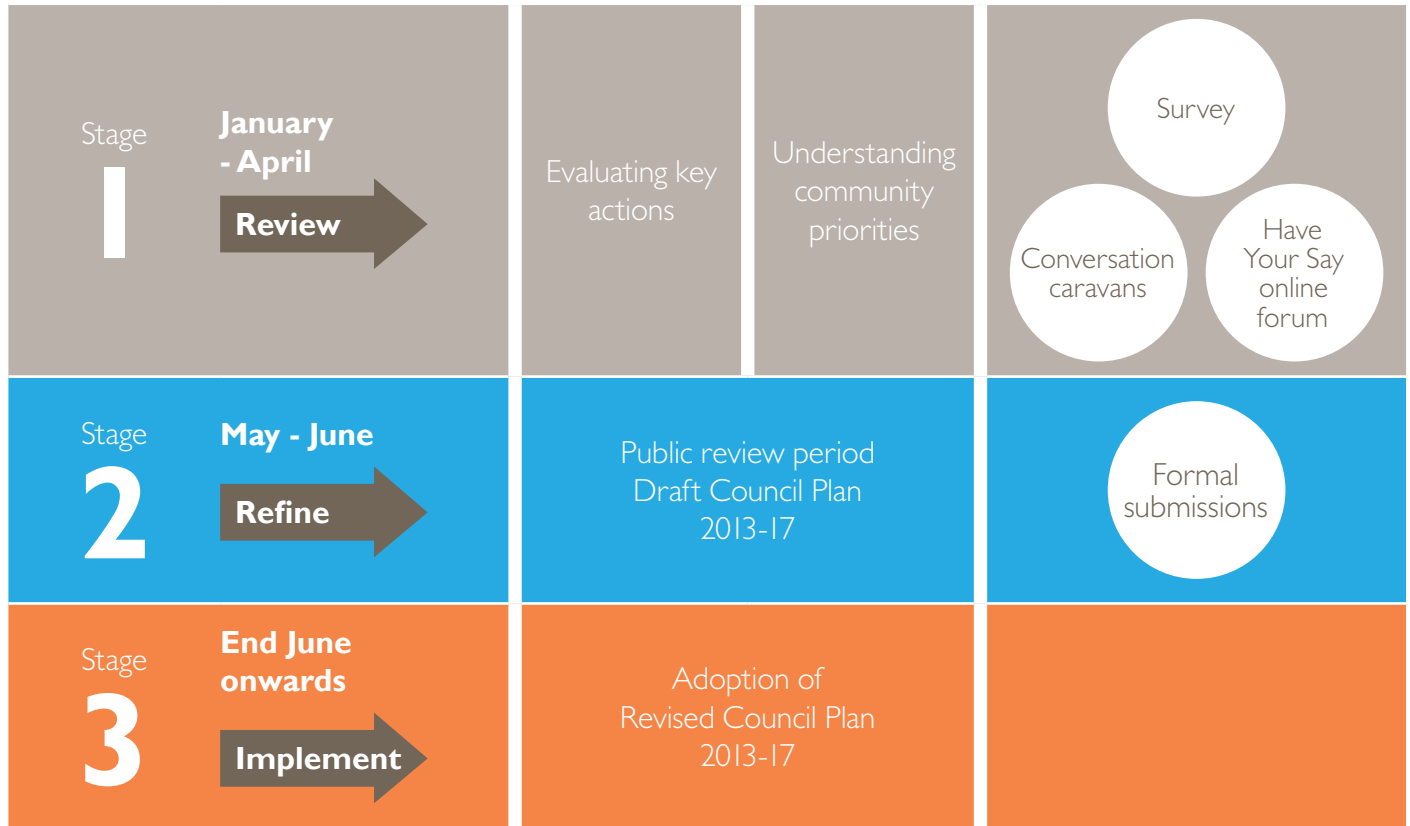 Stage
1
January
- April
Review
Evaluating key
actions
Understanding
community
priorities
Survey
Conversation
caravans
Have
Your Say
online
forum
Stage
2
May - June
Refine
Public review period
Draft Council Plan
2013-17
Formal
submissions
Stage
3
End June
onwards
Implement
Adoption of
Revised Council Plan
2013-17